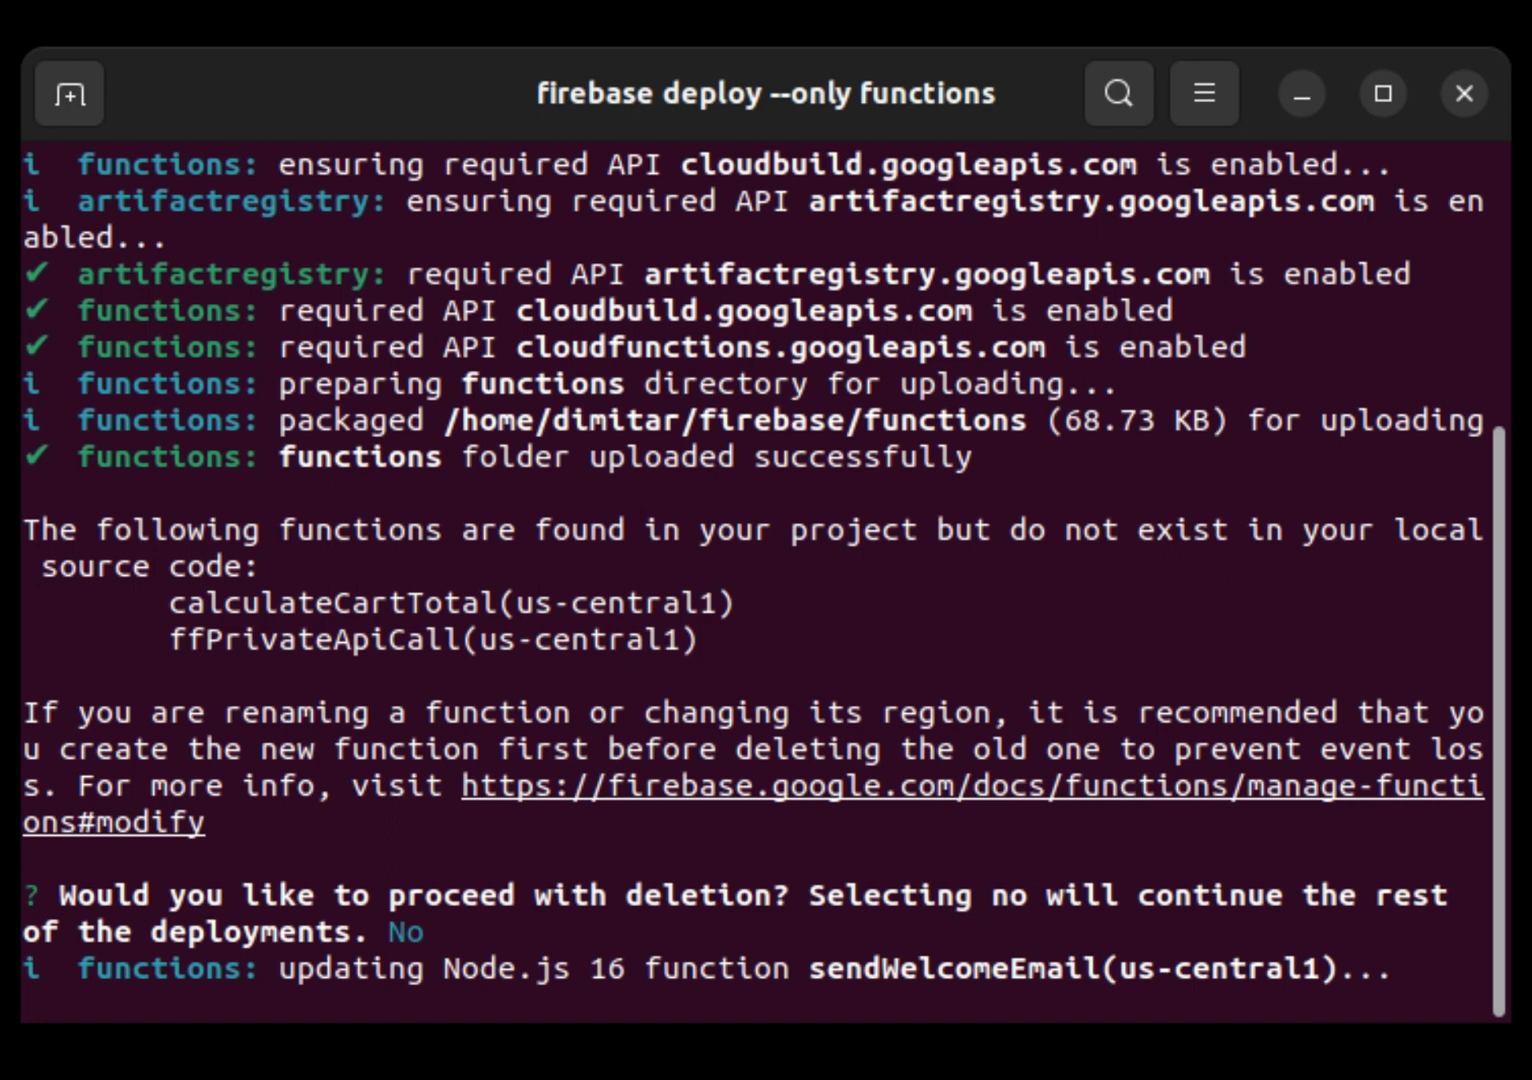 firebase deploy --only functions
i  functions: ensuring required API cloudbuild.googleapis.com is enabled...
i  artifactregistry: ensuring required API artifactregistry.googleapis.com is en
abled...
✔  artifactregistry: required API artifactregistry.googleapis.com is enabled
✔  functions: required API cloudbuild.googleapis.com is enabled
✔  functions: required API cloudfunctions.googleapis.com is enabled
i  functions: preparing functions directory for uploading...
i  functions: packaged /home/dimitar/firebase/functions (68.73 KB) for uploading
✔  functions: functions folder uploaded successfully
The following functions are found in your project but do not exist in your local
 source code:
        calculateCartTotal(us-central1)
        ffPrivateApiCall(us-central1)
If you are renaming a function or changing its region, it is recommended that yo
u create the new function first before deleting the old one to prevent event los
s. For more info, visit https://firebase.google.com/docs/functions/manage-functi
ons#modify
? Would you like to proceed with deletion? Selecting no will continue the rest
of the deployments. No
i  functions: updating Node.js 16 function sendWelcomeEmail(us-central1)...